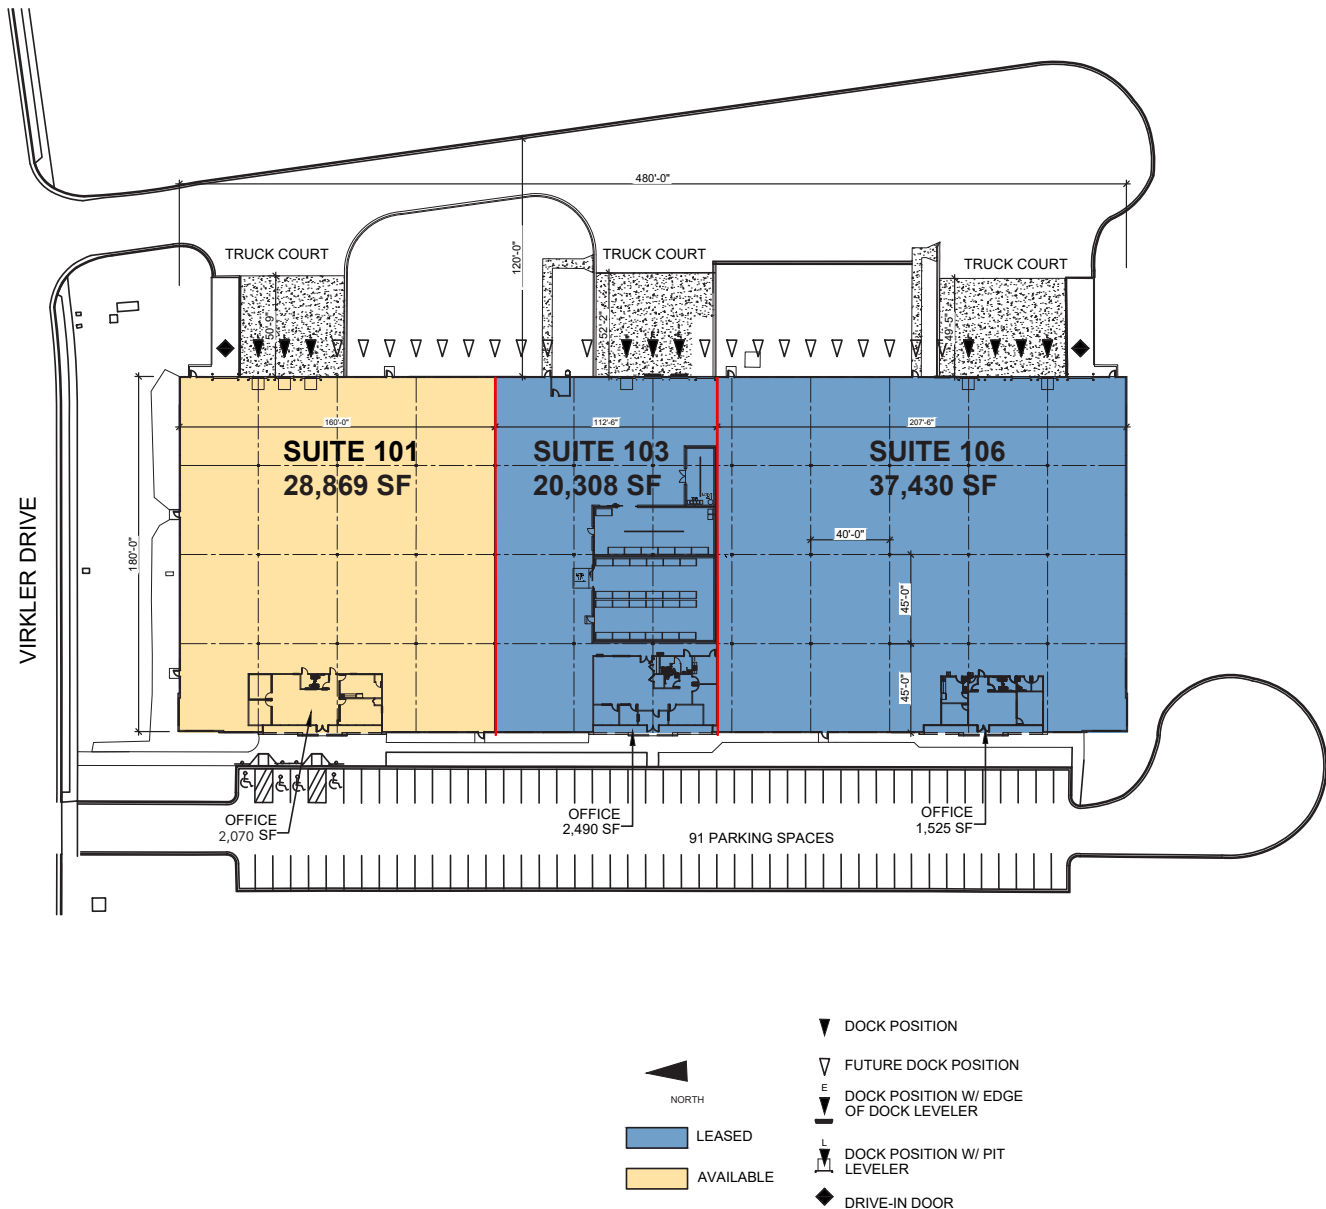 480'-0"
TRUCK COURT
TRUCK COURT
TRUCK COURT
120'-0"
50'-9"
52'-2"
49'-5"
160'-0"
112'-6"
207'-6"
SUITE 101
28,869 SF
SUITE 103
20,308 SF
SUITE 106
37,430 SF
VIRKLER DRIVE
180'-0"
40'-0"
45'-0"
45'-0"
OFFICE
2,070 SF
OFFICE
2,490 SF
OFFICE
1,525 SF
91 PARKING SPACES
NORTH
LEASED
AVAILABLE
DOCK POSITION
FUTURE DOCK POSITION
E
DOCK POSITION W/ EDGE
OF DOCK LEVELER
L
DOCK POSITION W/ PIT
LEVELER
DRIVE-IN DOOR